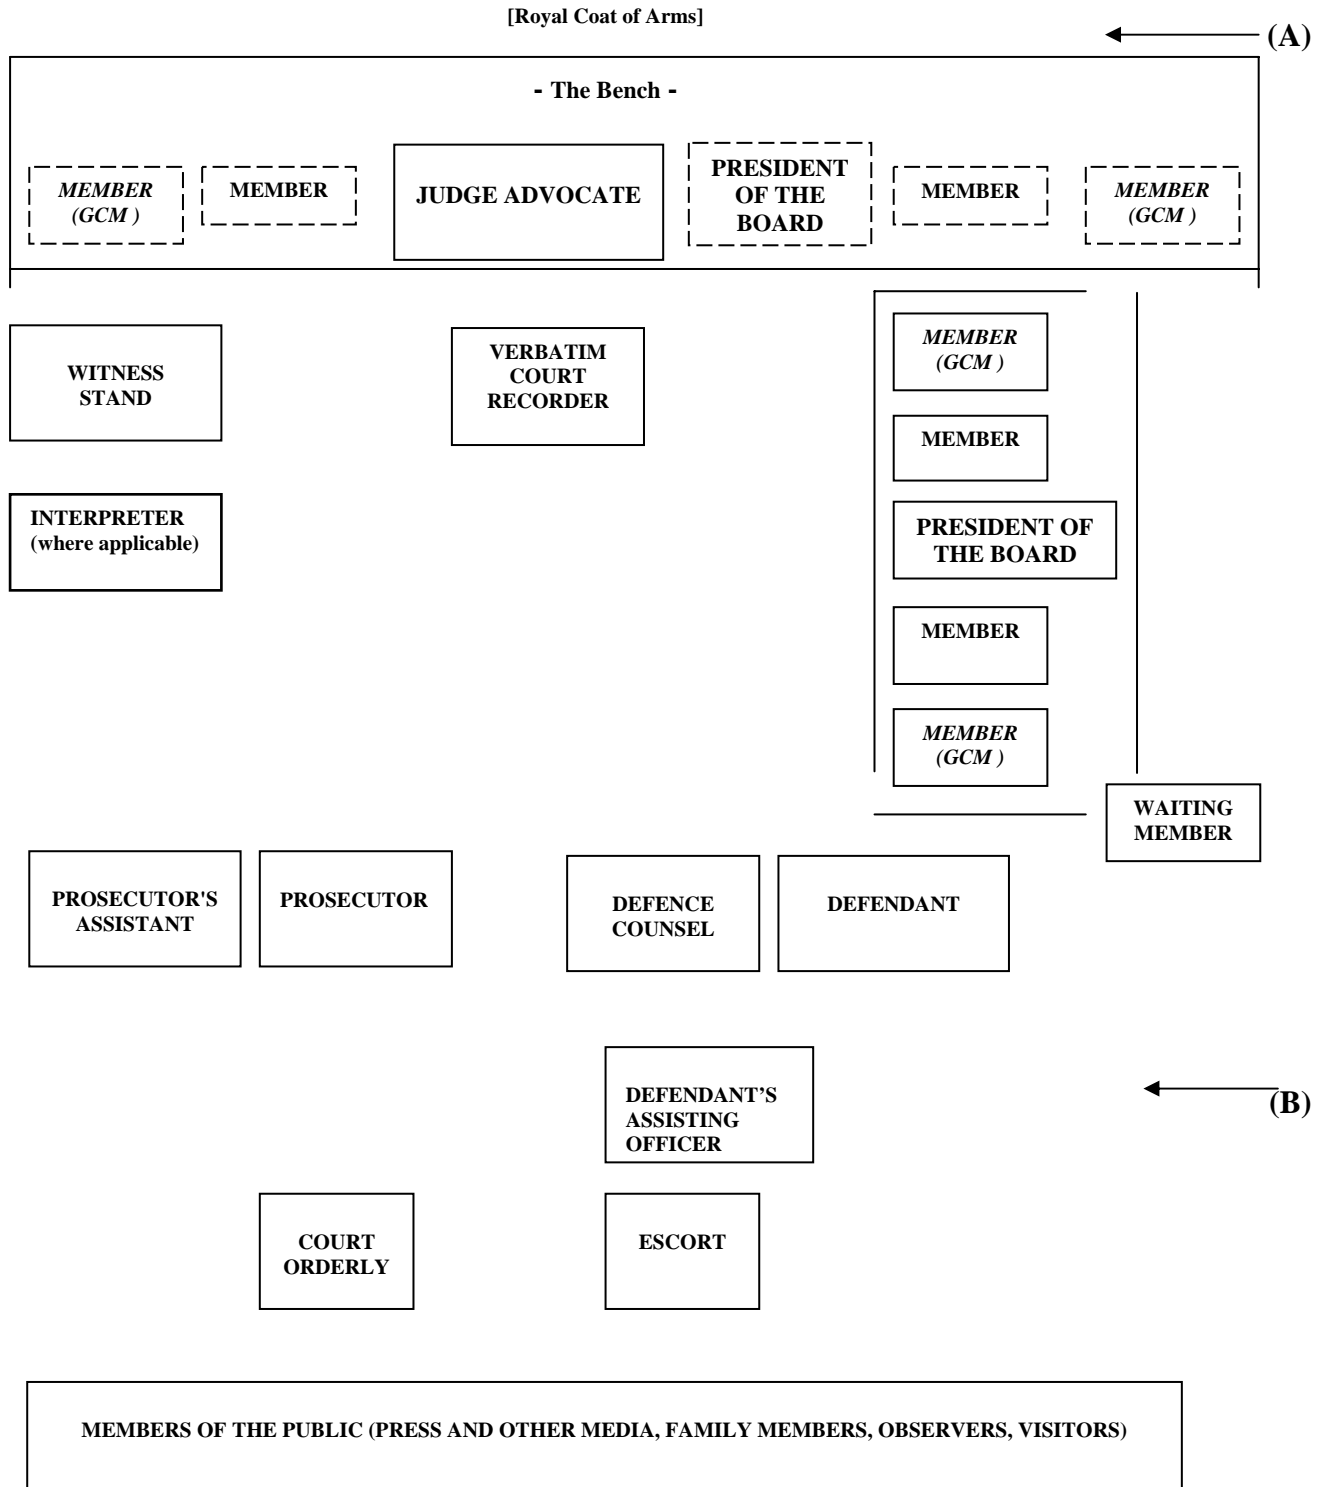 [Royal Coat of Arms]
(A)
- The Bench -
MEMBER
(GCM )
MEMBER
JUDGE ADVOCATE
PRESIDENT
OF THE
BOARD
MEMBER
MEMBER
(GCM )
WITNESS
STAND
VERBATIM
COURT
RECORDER
MEMBER
(GCM )
MEMBER
INTERPRETER
(where applicable)
PRESIDENT OF
THE BOARD
MEMBER
MEMBER
(GCM )
WAITING
MEMBER
PROSECUTOR'S
ASSISTANT
PROSECUTOR
DEFENCE
COUNSEL
DEFENDANT
DEFENDANT’S
ASSISTING
OFFICER
(B)
COURT
ORDERLY
ESCORT
MEMBERS OF THE PUBLIC (PRESS AND OTHER MEDIA, FAMILY MEMBERS, OBSERVERS, VISITORS)